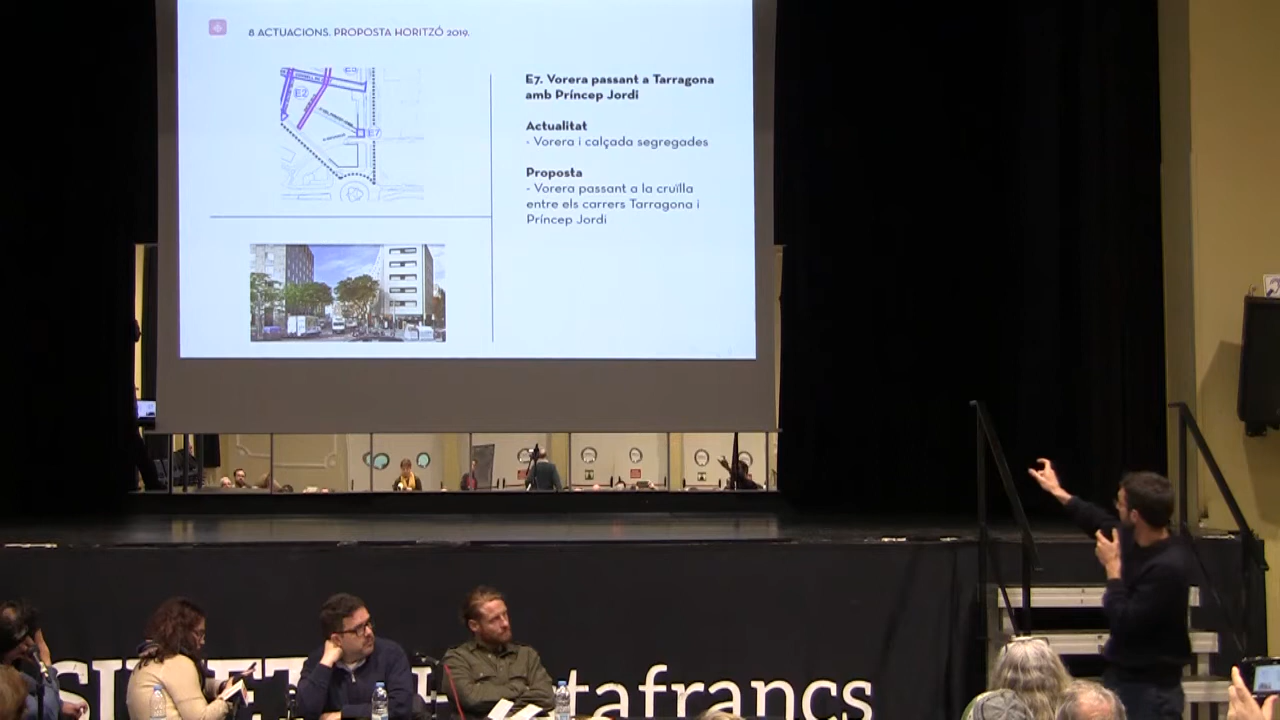 8 ACTUACIONS. PROPOSTA HORITZÓ 2019.
E2
E7
E7. Vorera passant a Tarragona
amb Príncep Jordi
Actualitat
- Vorera i calçada segregades
Proposta
- Vorera passant a la cruïlla
entre els carrers Tarragona i
Príncep Jordi